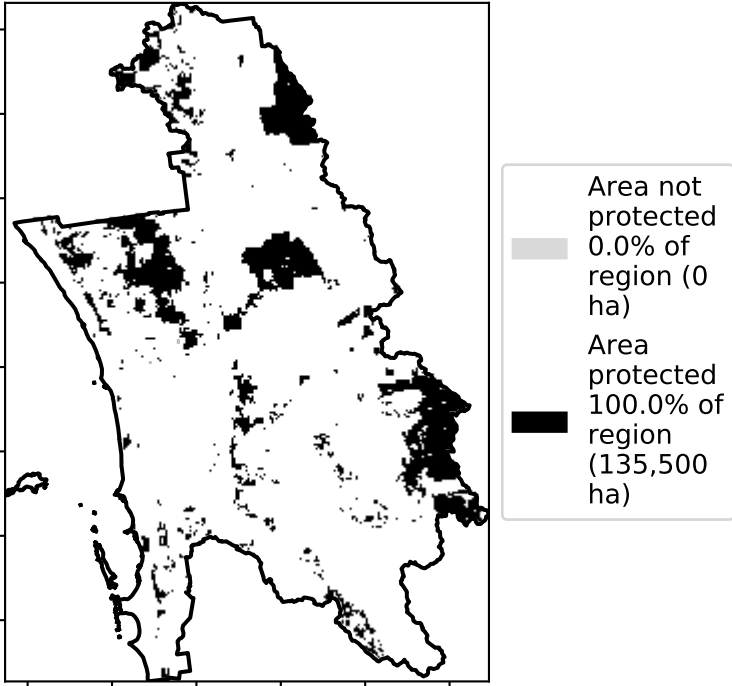 Area not
protected
0.0% of
region (0
ha)
Area
protected
100.0% of
region
(135,500
ha)